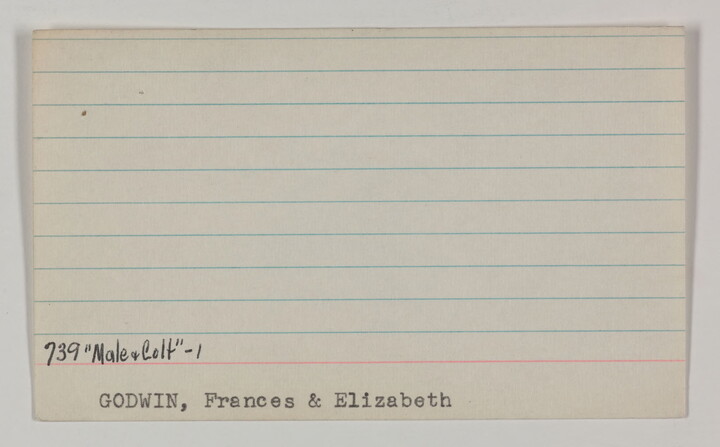 739 "Male & Colt" - 1
GODWIN, Frances & Elizabeth